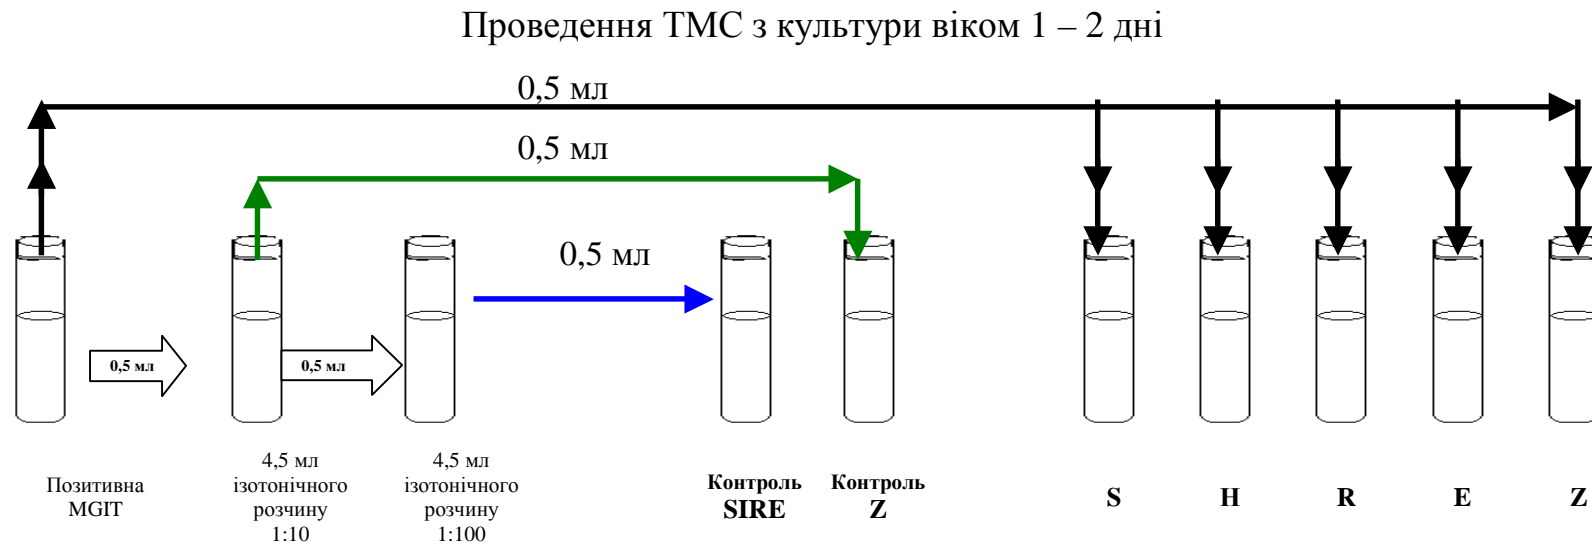 Проведення ТМС з культури віком 1 – 2 дні
0,5 мл
0,5 мл
0,5 мл
0,5 мл
0,5 мл
Позитивна
MGIT
4,5 мл
ізотонічного
розчину
1:10
4,5 мл
ізотонічного
розчину
1:100
Контроль
SIRE
Контроль
Z
S
H
R
E
Z